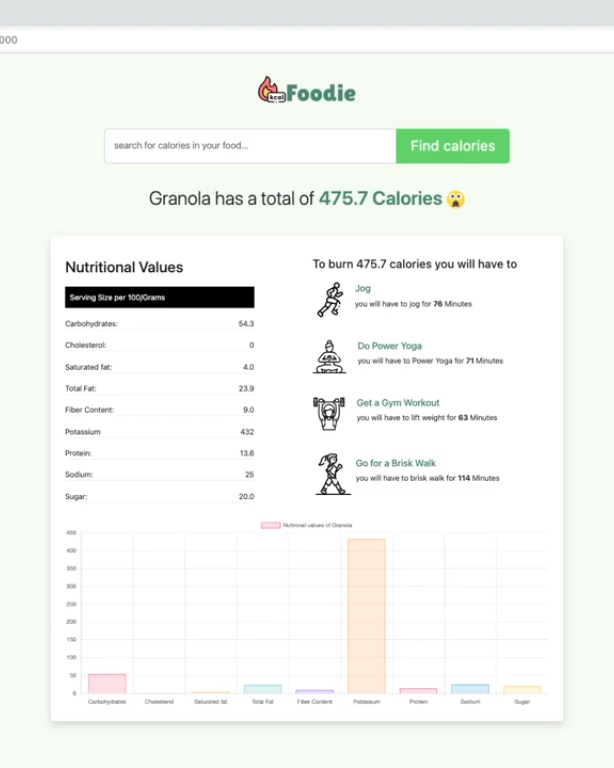 000
kcal Foodie
search for calories in your food...
Find calories
Granola has a total of 475.7 Calories 😲
Nutritional Values
Serving Size per 100/Grams
Carbohydrates: 54.3
Cholesterol: 0
Saturated fat: 4.0
Total Fat: 23.9
Fiber Content: 9.0
Potassium 432
Protein: 13.6
Sodium: 25
Sugar: 20.0
To burn 475.7 calories you will have to
Jog
you will have to jog for 76 Minutes
Do Power Yoga
you will have to Power Yoga for 71 Minutes
Get a Gym Workout
you will have to lift weight for 63 Minutes
Go for a Brisk Walk
you will have to brisk walk for 114 Minutes
Nutrional values of Granola
450
400
350
300
250
200
150
100
50
0
Carbohydrates Cholesterol Saturated fat Total Fat Fiber Content Potassium Protein Sodium Sugar